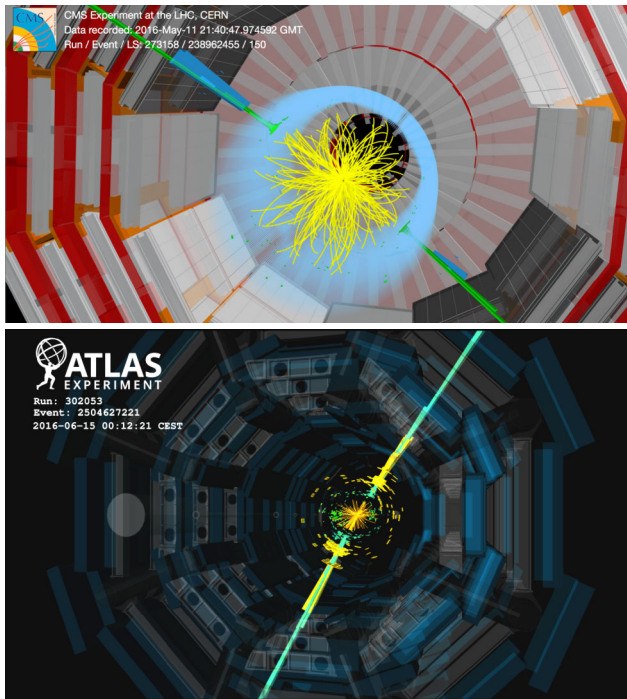 CMS
CMS Experiment at the LHC, CERN
Data recorded: 2016-May-11 21:40:47.974592 GMT
Run / Event / LS: 273158 / 238962455 / 150
ATLAS
EXPERIMENT
Run: 302053
Event: 2504627221
2016-06-15 00:12:21 CEST